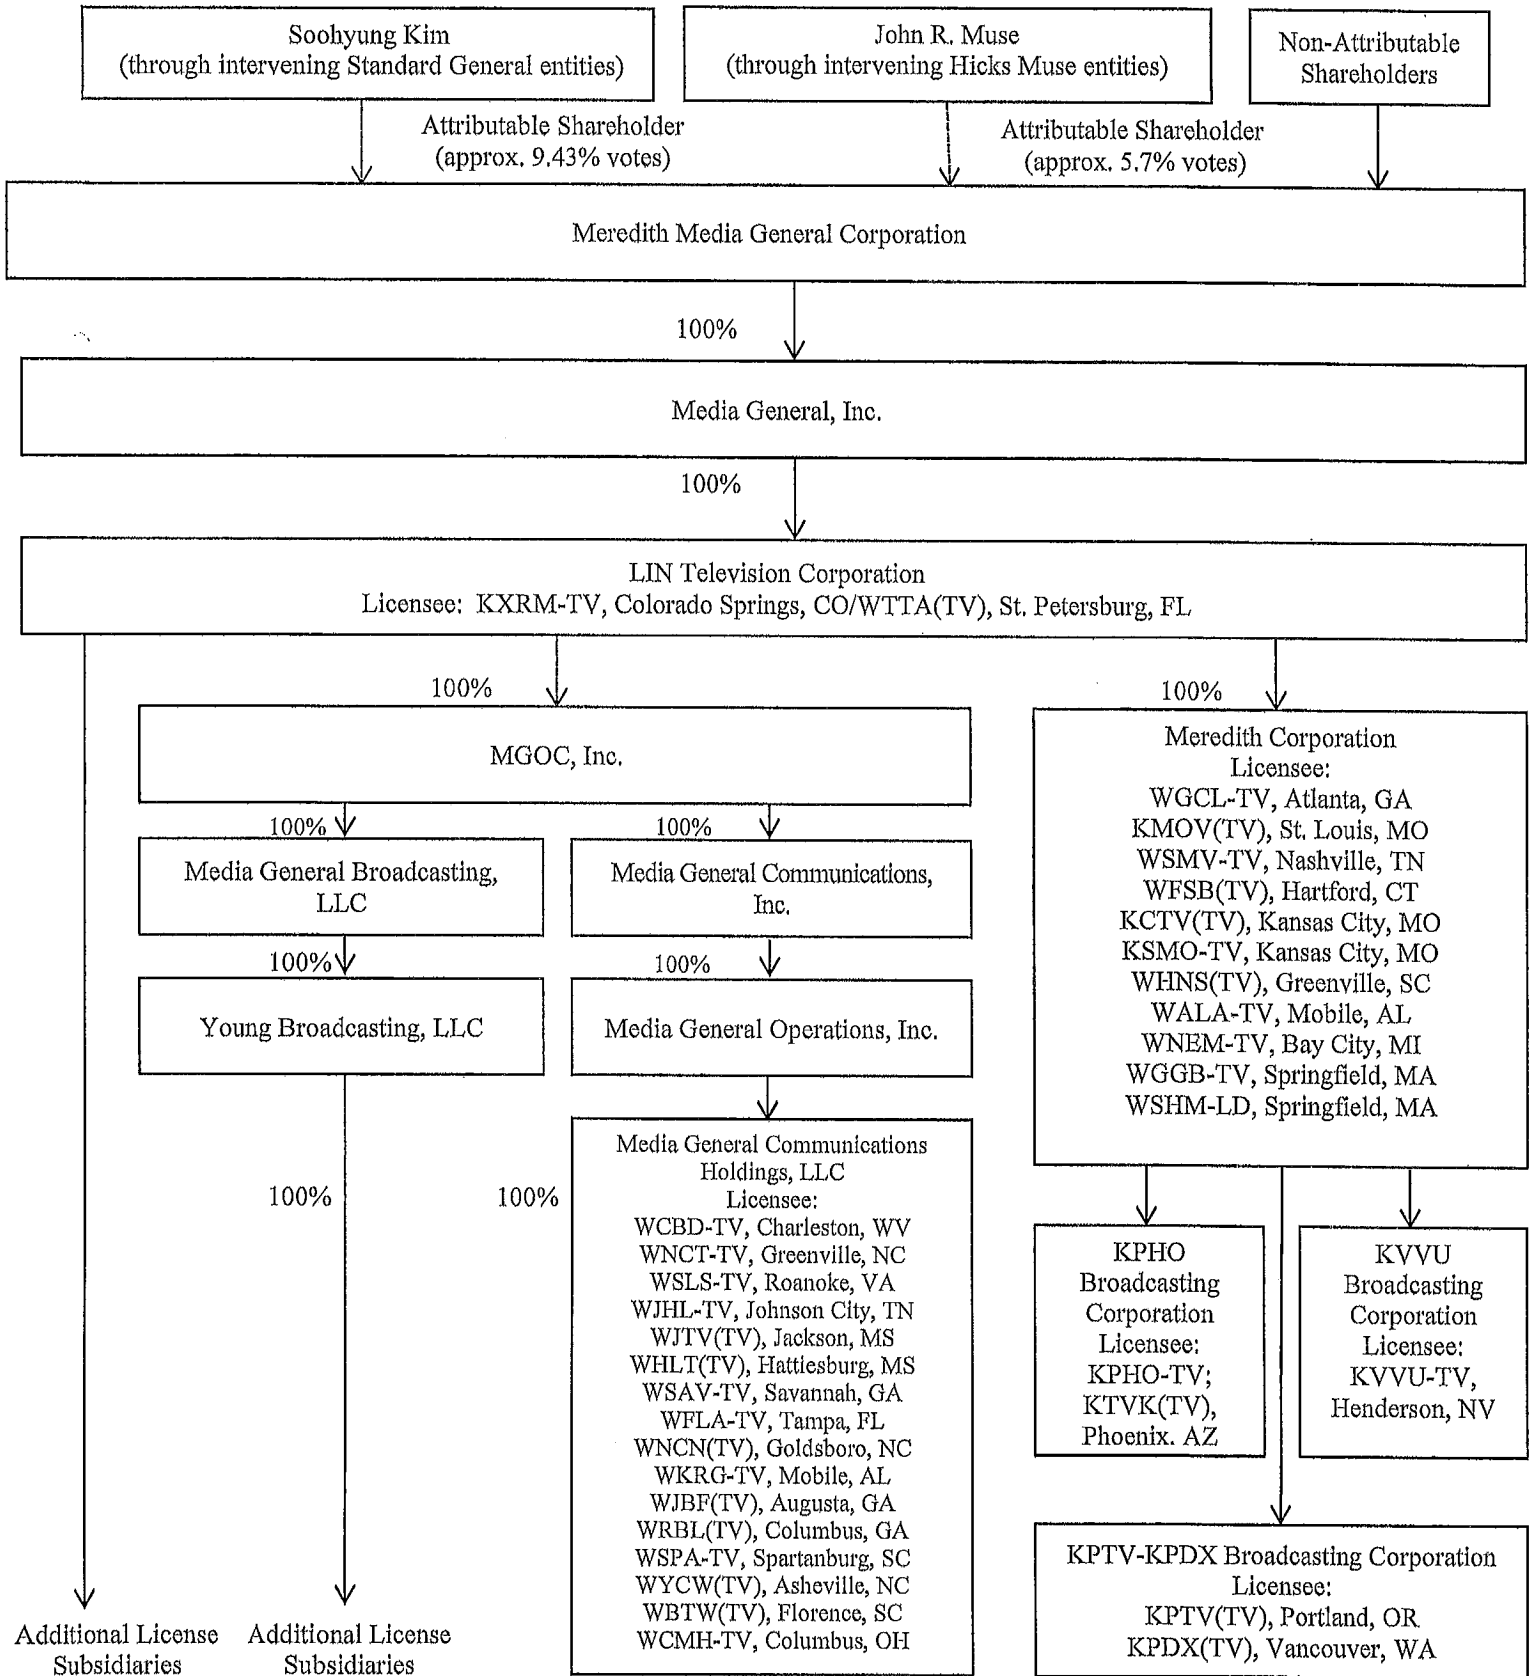 Soohyung Kim
(through intervening Standard General entities)
John R. Muse
(through intervening Hicks Muse entities)
Non-Attributable
Shareholders
Attributable Shareholder
(approx. 9.43% votes)
Attributable Shareholder
(approx. 5.7% votes)
Meredith Media General Corporation
100%
Media General, Inc.
100%
LIN Television Corporation
Licensee: KXRM-TV, Colorado Springs, CO/WTTA(TV), St. Petersburg, FL
100%
100%
MGOC, Inc.
100%
100%
Media General Broadcasting,
LLC
Media General Communications,
Inc.
100%
100%
Young Broadcasting, LLC
Media General Operations, Inc.
100%
100%
Media General Communications
Holdings, LLC
Licensee:
WCBD-TV, Charleston, WV
WNCT-TV, Greenville, NC
WSLS-TV, Roanoke, VA
WJHL-TV, Johnson City, TN
WJTV(TV), Jackson, MS
WHLT(TV), Hattiesburg, MS
WSAV-TV, Savannah, GA
WFLA-TV, Tampa, FL
WNCN(TV), Goldsboro, NC
WKRG-TV, Mobile, AL
WJBF(TV), Augusta, GA
WRBL(TV), Columbus, GA
WSPA-TV, Spartanburg, SC
WYCW(TV), Asheville, NC
WBTW(TV), Florence, SC
WCMH-TV, Columbus, OH
Meredith Corporation
Licensee:
WGCL-TV, Atlanta, GA
KMOV(TV), St. Louis, MO
WSMV-TV, Nashville, TN
WFSB(TV), Hartford, CT
KCTV(TV), Kansas City, MO
KSMO-TV, Kansas City, MO
WHNS(TV), Greenville, SC
WALA-TV, Mobile, AL
WNEM-TV, Bay City, MI
WGGB-TV, Springfield, MA
WSHM-LD, Springfield, MA
KPHO
Broadcasting
Corporation
Licensee:
KPHO-TV;
KTVK(TV),
Phoenix. AZ
KVVU
Broadcasting
Corporation
Licensee:
KVVU-TV,
Henderson, NV
KPTV-KPDX Broadcasting Corporation
Licensee:
KPTV(TV), Portland, OR
KPDX(TV), Vancouver, WA
Additional License
Subsidiaries
Additional License
Subsidiaries